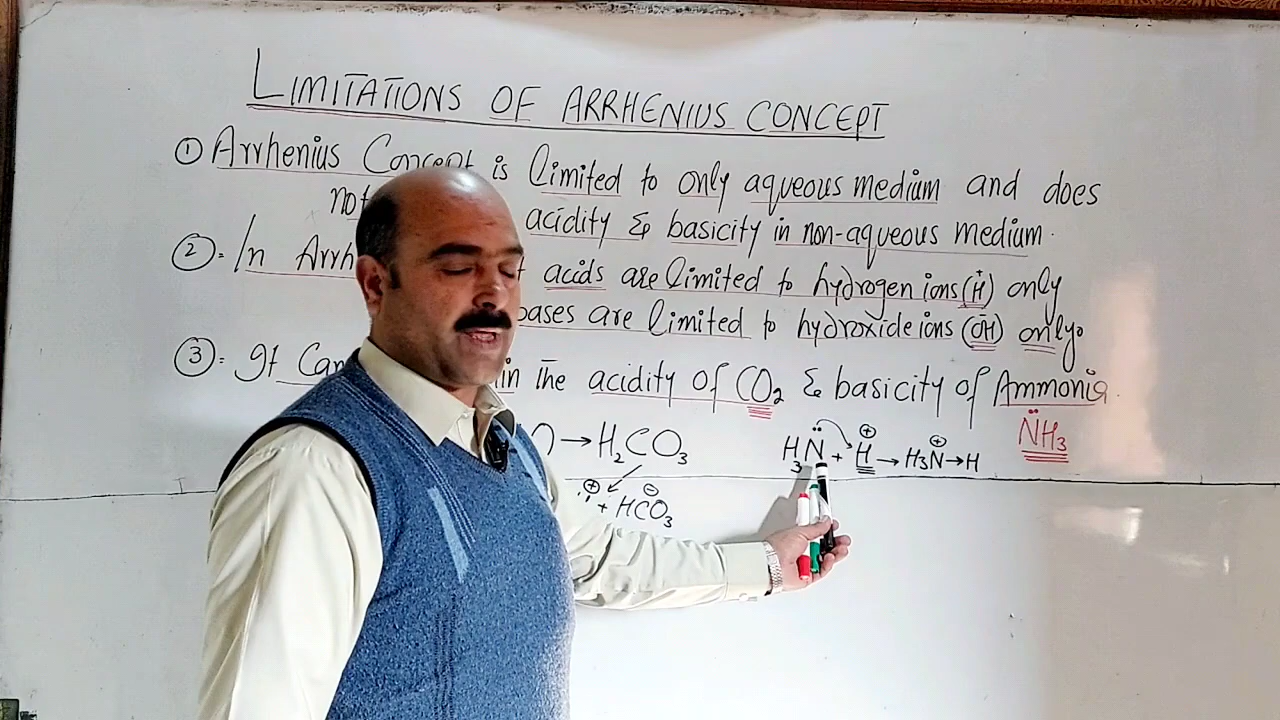 LIMITATIONS OF ARRHENIUS CONCEPT
① Arrhenius Concept is limited to only aqueous medium and does
not acidity & basicity in non-aqueous medium.
②. In Arrh acids are limited to hydrogen ions (H⁺) only
bases are limited to hydroxide ions (OH⁻) only.
③. It Can in The acidity of CO₂ & basicity of Ammonia.
NH₃
→ H₂CO₃
⊕ + HCO₃⊖
H₃N̈ + H⊕ → H₃N⊕→H